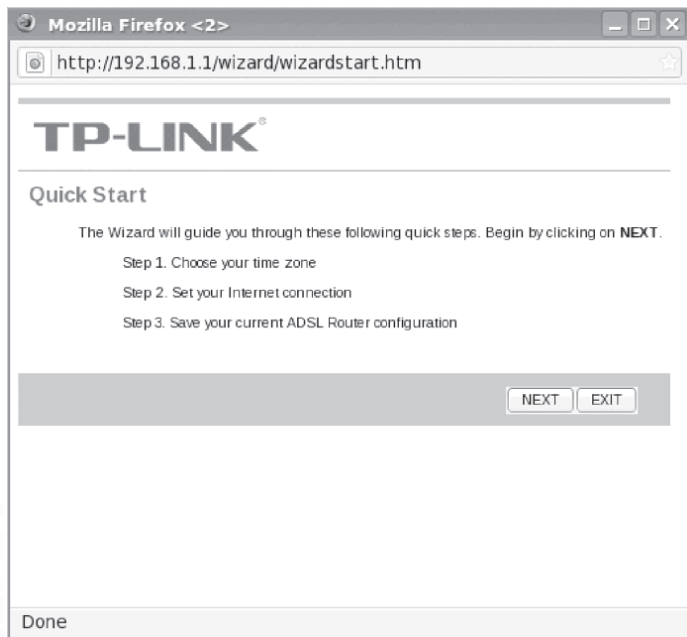 Mozilla Firefox <2>
http://192.168.1.1/wizard/wizardstart.htm
TP-LINK®
Quick Start
The Wizard will guide you through these following quick steps. Begin by clicking on NEXT.
Step 1. Choose your time zone
Step 2. Set your Internet connection
Step 3. Save your current ADSL Router configuration
NEXT EXIT
Done